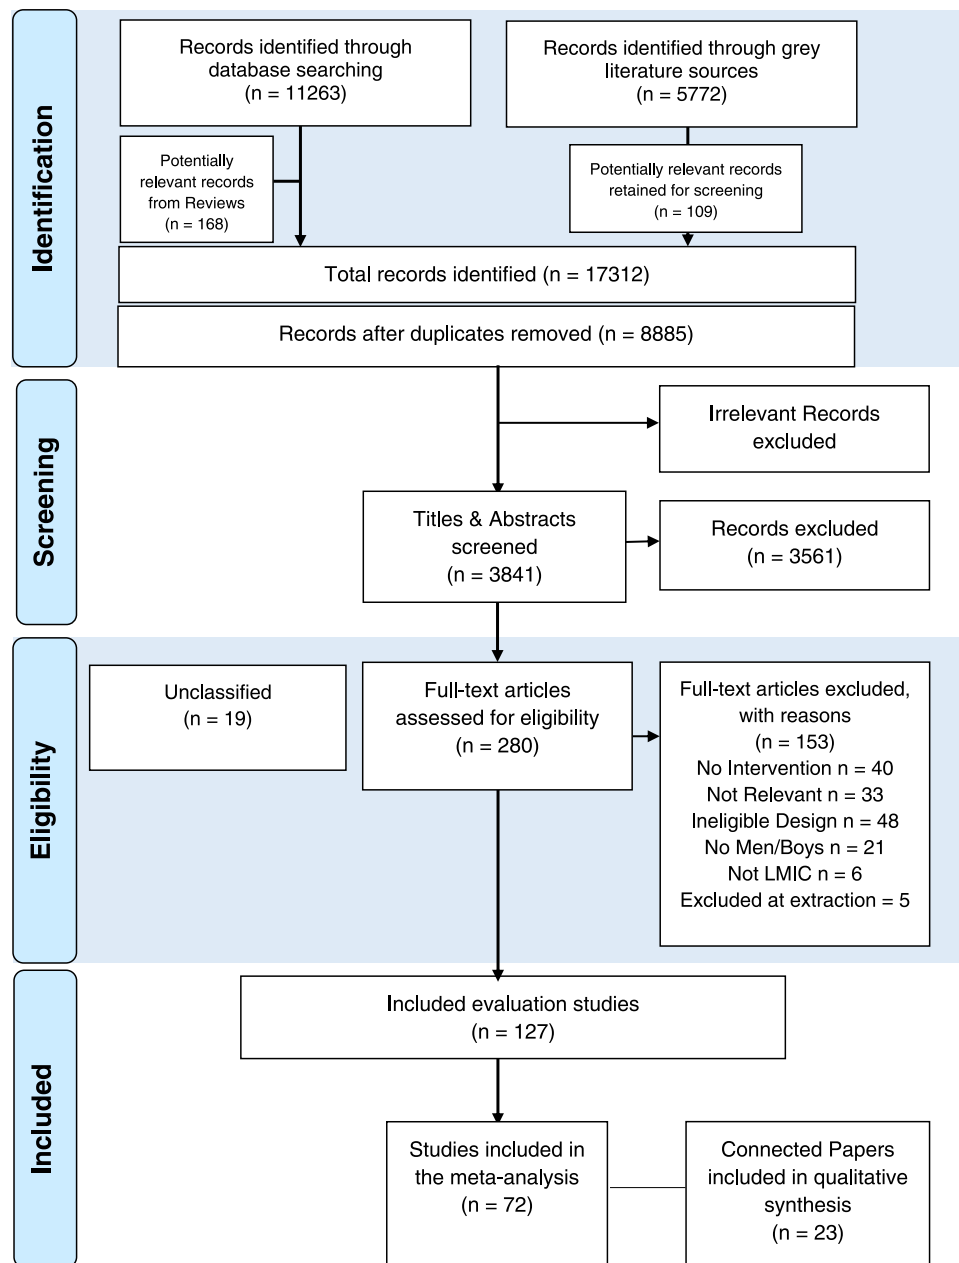 Identification
Records identified through
database searching
(n = 11263)
Records identified through grey
literature sources
(n = 5772)
Potentially
relevant records
from Reviews
(n = 168)
Potentially relevant records
retained for screening
(n = 109)
Total records identified (n = 17312)
Records after duplicates removed (n = 8885)
Screening
Irrelevant Records
excluded
Titles & Abstracts
screened
(n = 3841)
Records excluded
(n = 3561)
Eligibility
Unclassified
(n = 19)
Full-text articles
assessed for eligibility
(n = 280)
Full-text articles excluded,
with reasons
(n = 153)
No Intervention n = 40
Not Relevant n = 33
Ineligible Design n = 48
No Men/Boys n = 21
Not LMIC n = 6
Excluded at extraction = 5
Included
Included evaluation studies
(n = 127)
Studies included in
the meta-analysis
(n = 72)
Connected Papers
included in qualitative
synthesis
(n = 23)